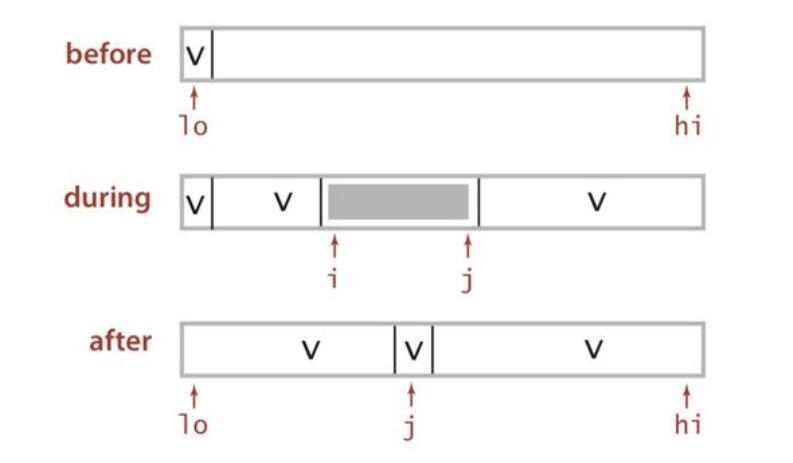 before v
lo hi
during v v v
i j
after v v v
lo j hi